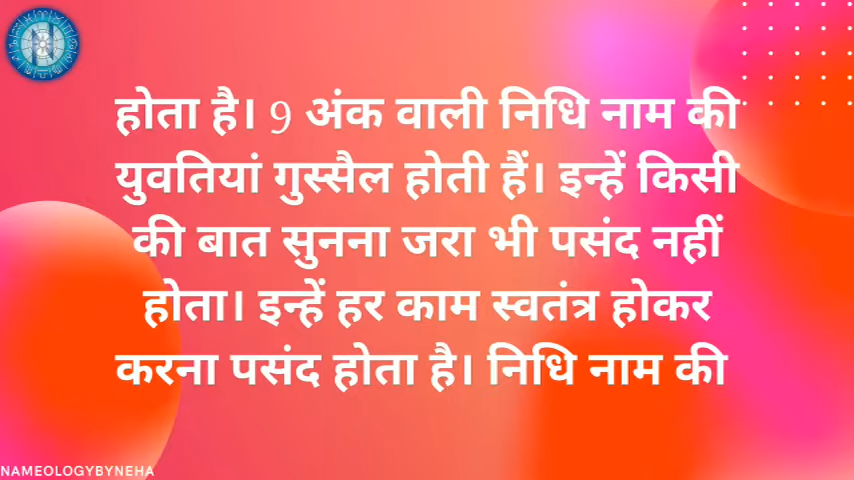 होता है। 9 अंक वाली निधि नाम की
युवतियां गुस्सैल होती हैं। इन्हें किसी
की बात सुनना जरा भी पसंद नहीं
होता। इन्हें हर काम स्वतंत्र होकर
करना पसंद होता है। निधि नाम की
NAMEOLOGYBYNEHA